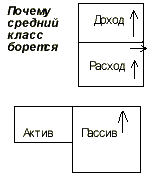 Почему
средний
класс
борется
Доход
Расход
Актив
Пассив